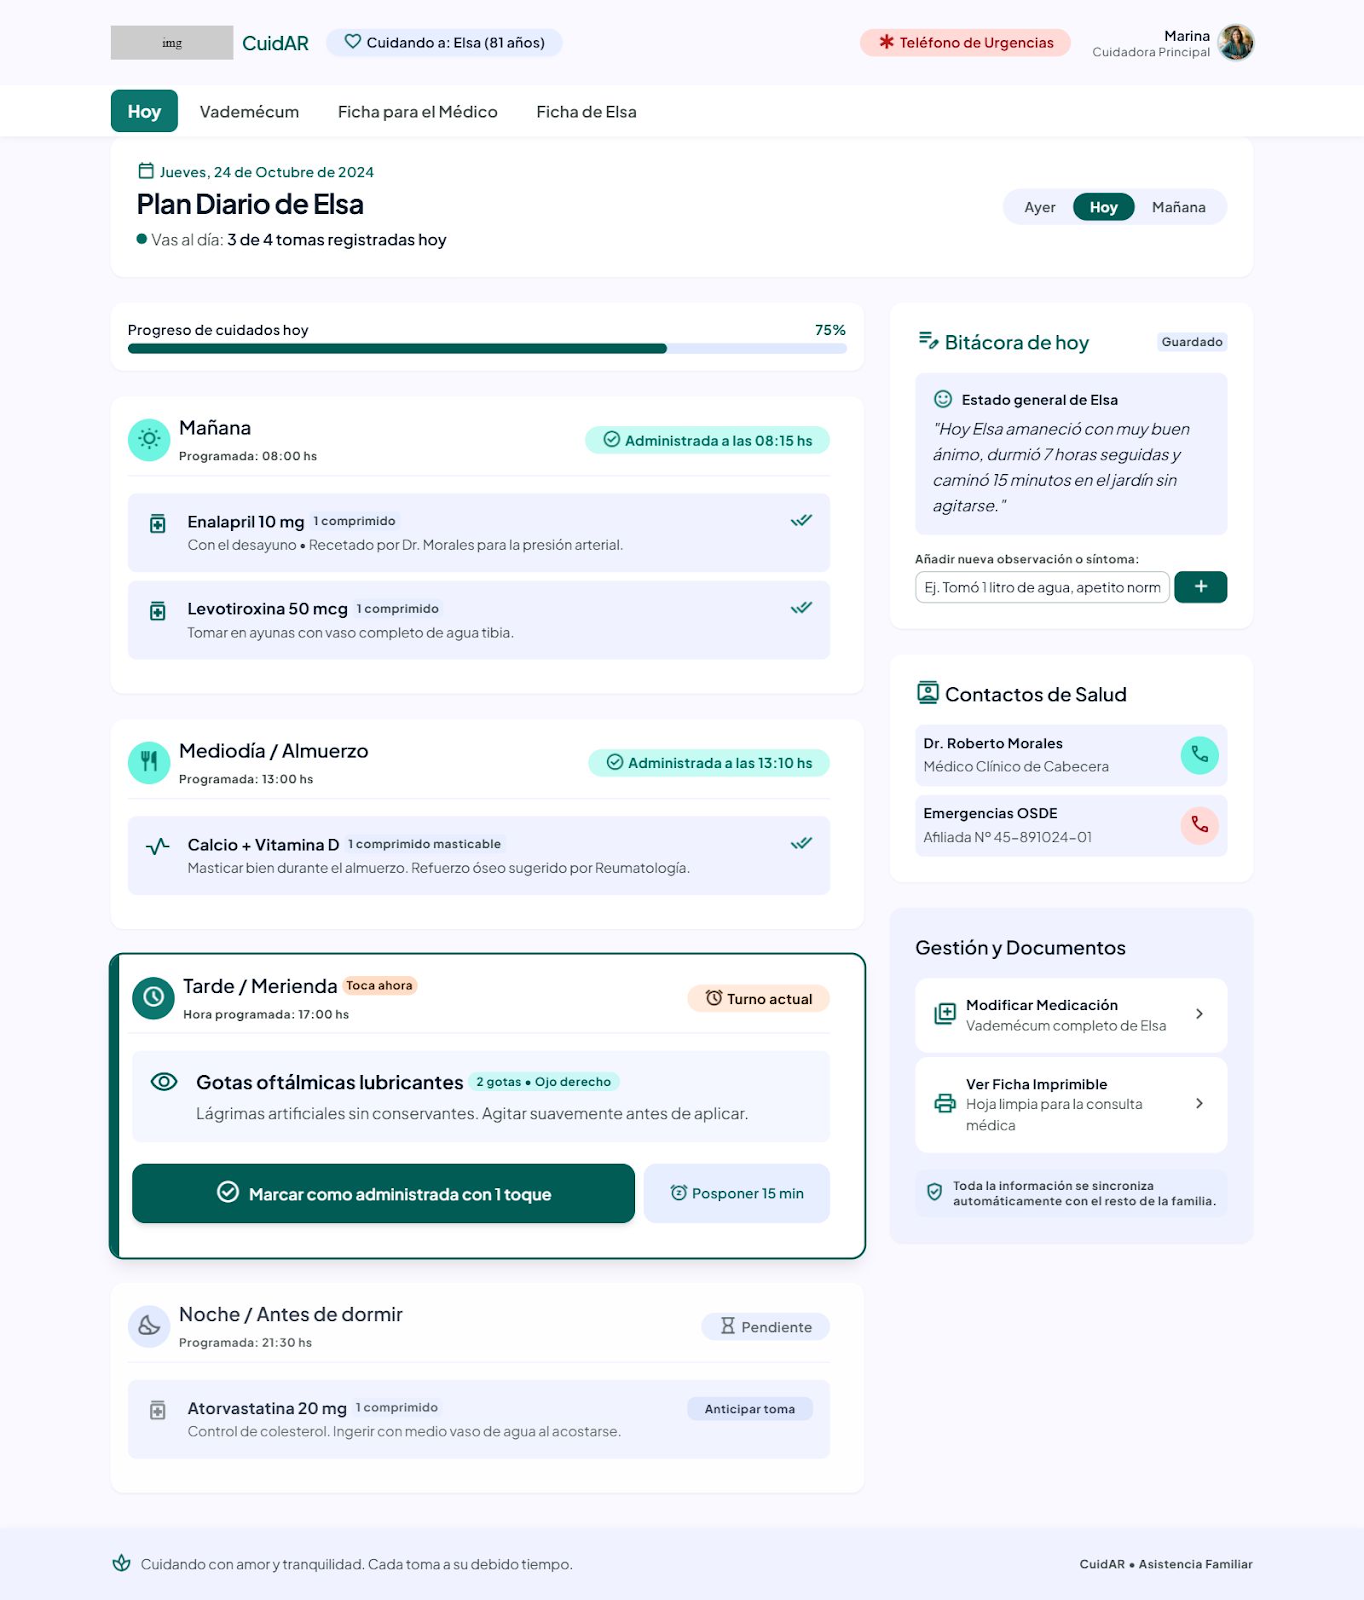 img
CuidAR
Cuidando a: Elsa (81 años)
Teléfono de Urgencias
Marina
Cuidadora Principal
Hoy
Vademécum
Ficha para el Médico
Ficha de Elsa
Jueves, 24 de Octubre de 2024
Plan Diario de Elsa
Vas al día: 3 de 4 tomas registradas hoy
Ayer
Hoy
Mañana
Progreso de cuidados hoy
75%
Mañana
Programada: 08:00 hs
Administrada a las 08:15 hs
Enalapril 10 mg 1 comprimido
Con el desayuno • Recetado por Dr. Morales para la presión arterial.
Levotiroxina 50 mcg 1 comprimido
Tomar en ayunas con vaso completo de agua tibia.
Mediodía / Almuerzo
Programada: 13:00 hs
Administrada a las 13:10 hs
Calcio + Vitamina D 1 comprimido masticable
Masticar bien durante el almuerzo. Refuerzo óseo sugerido por Reumatología.
Tarde / Merienda Toca ahora
Hora programada: 17:00 hs
Turno actual
Gotas oftálmicas lubricantes 2 gotas • Ojo derecho
Lágrimas artificiales sin conservantes. Agitar suavemente antes de aplicar.
Marcar como administrada con 1 toque
Posponer 15 min
Noche / Antes de dormir
Programada: 21:30 hs
Pendiente
Atorvastatina 20 mg 1 comprimido
Control de colesterol. Ingerir con medio vaso de agua al acostarse.
Anticipar toma
Bitácora de hoy
Guardado
Estado general de Elsa
"Hoy Elsa amaneció con muy buen
ánimo, durmió 7 horas seguidas y
caminó 15 minutos en el jardín sin
agitarse."
Añadir nueva observación o síntoma:
Ej. Tomó 1 litro de agua, apetito norm
+
Contactos de Salud
Dr. Roberto Morales
Médico Clínico de Cabecera
Emergencias OSDE
Afiliada Nº 45-891024-01
Gestión y Documentos
Modificar Medicación
Vademécum completo de Elsa
Ver Ficha Imprimible
Hoja limpia para la consulta
médica
Toda la información se sincroniza
automáticamente con el resto de la familia.
Cuidando con amor y tranquilidad. Cada toma a su debido tiempo.
CuidAR • Asistencia Familiar